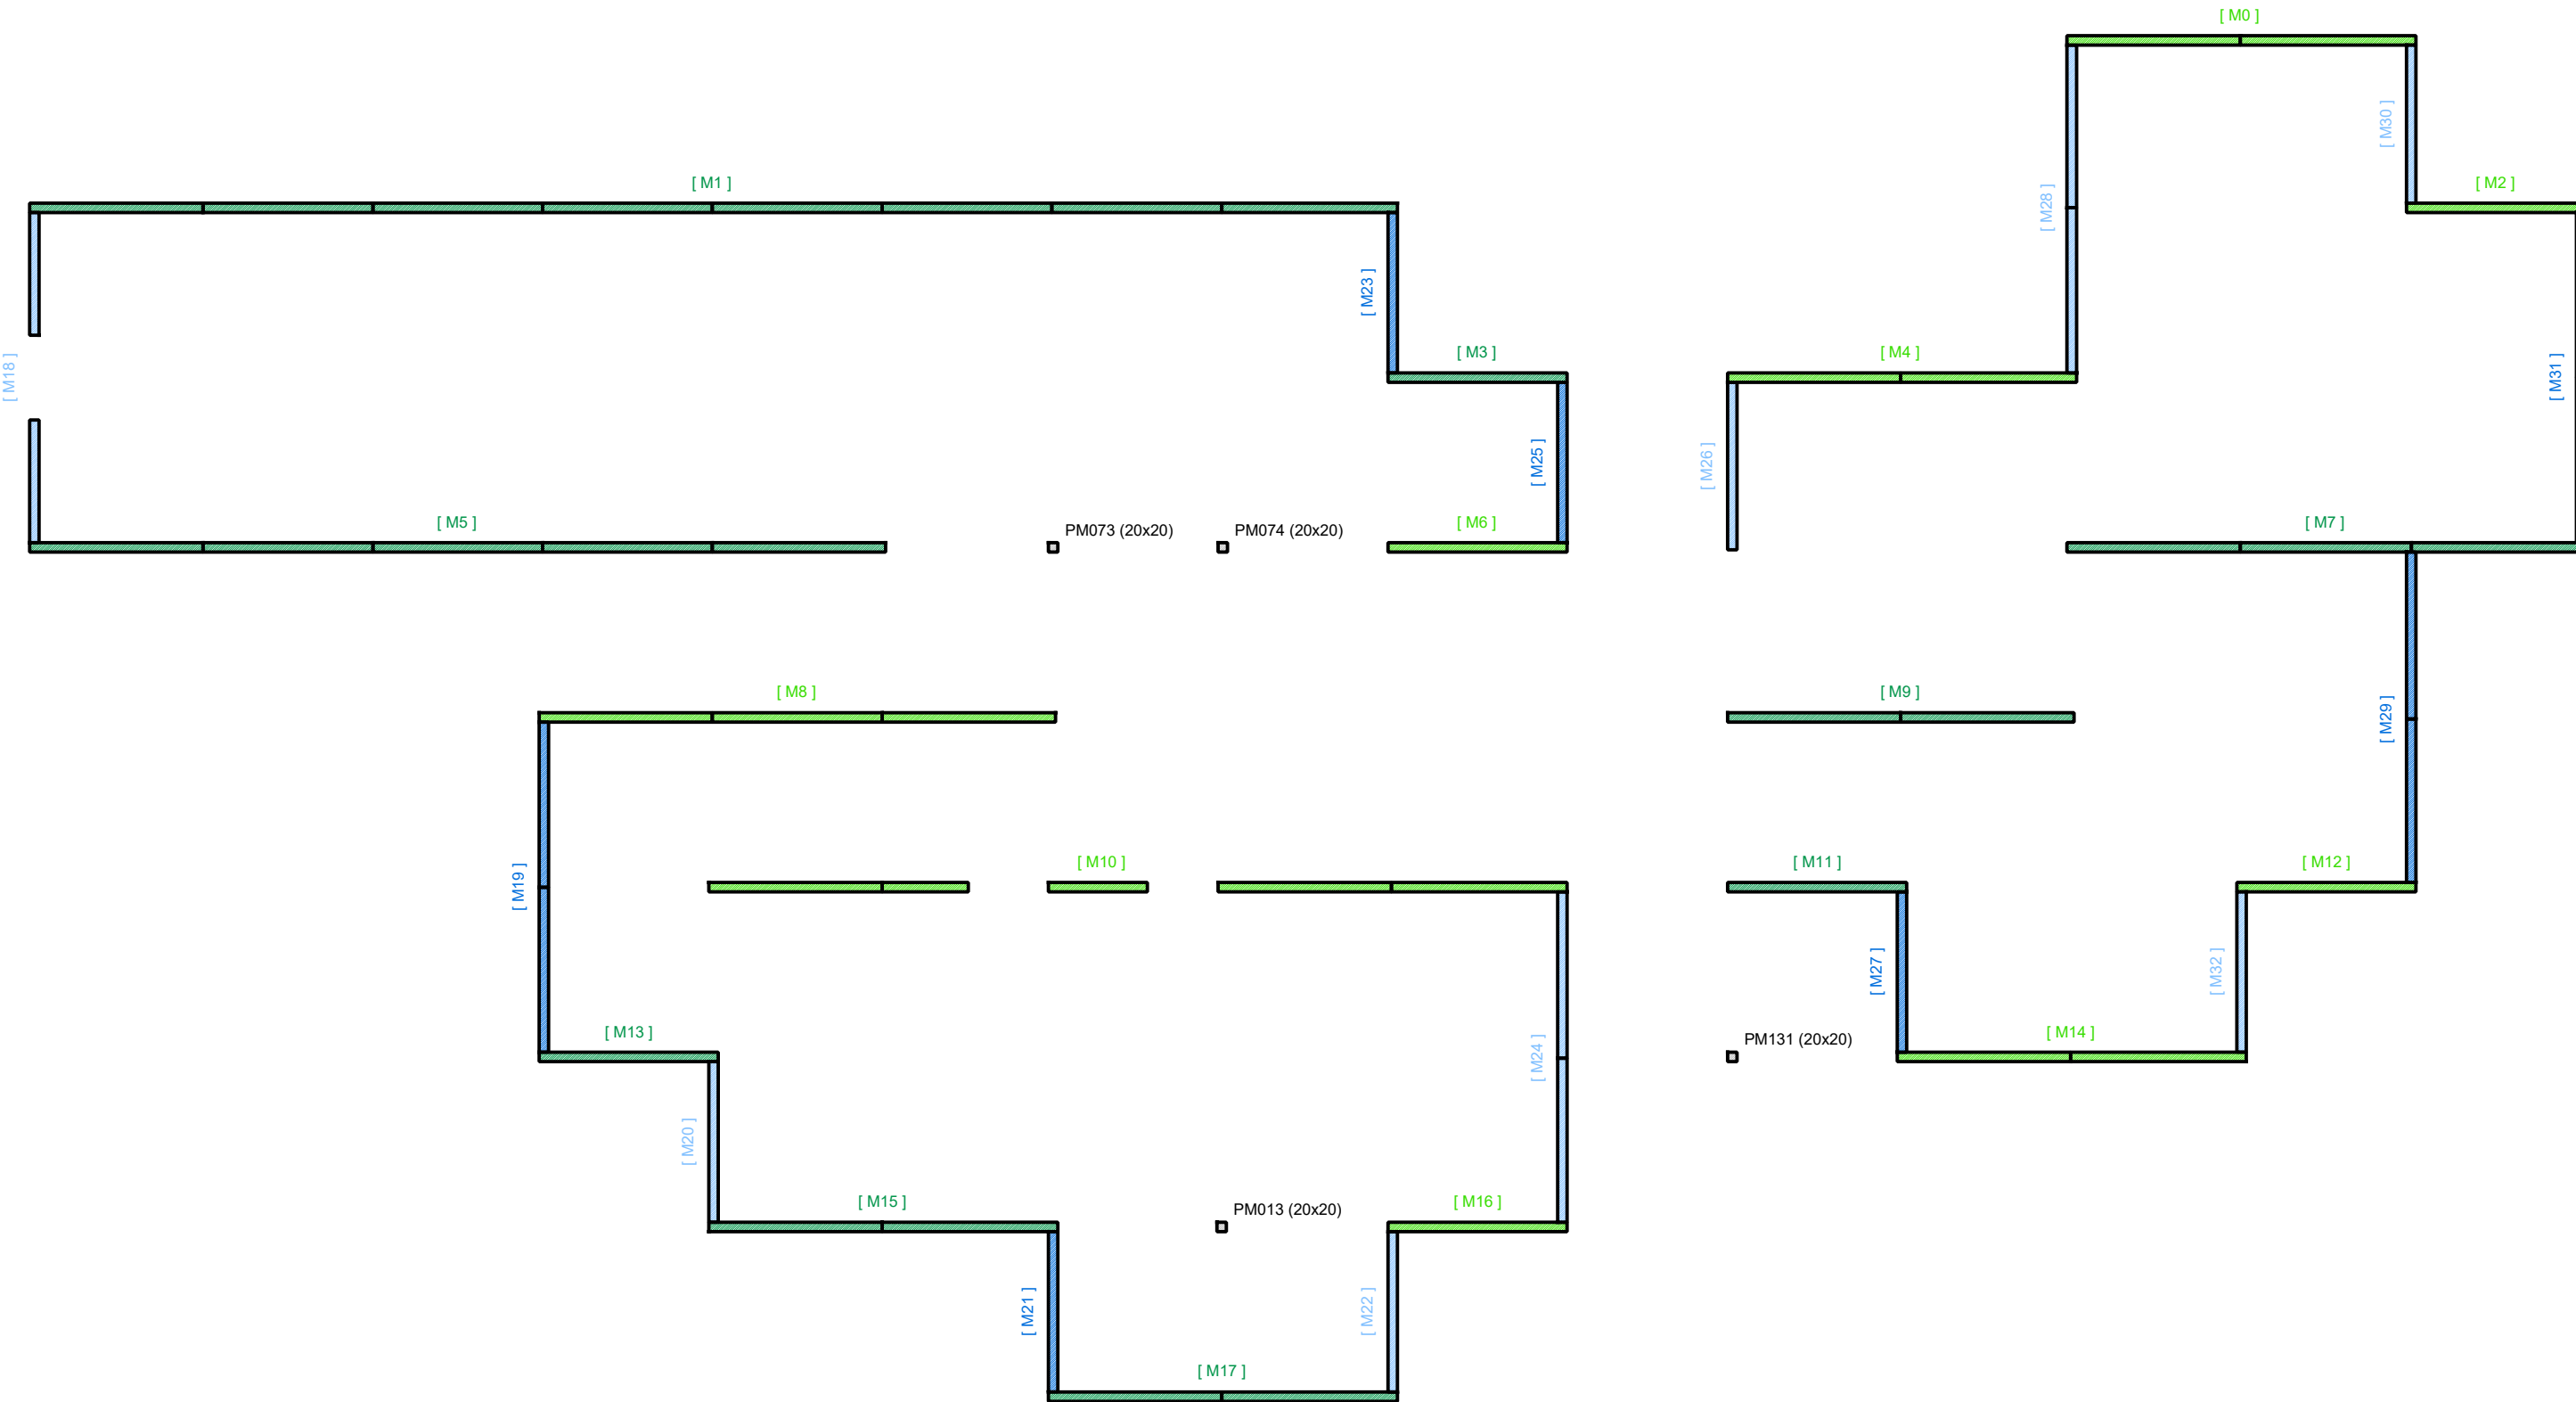 [ M0 ]
[ M30 ]
[ M1 ]
[ M2 ]
[ M28 ]
[ M23 ]
[ M3 ]
[ M4 ]
[ M18 ]
[ M31 ]
[ M25 ]
[ M26 ]
[ M5 ]
PM073 (20x20)
PM074 (20x20)
[ M6 ]
[ M7 ]
[ M8 ]
[ M9 ]
[ M29 ]
[ M10 ]
[ M11 ]
[ M12 ]
[ M19 ]
[ M27 ]
[ M32 ]
[ M13 ]
[ M24 ]
PM131 (20x20)
[ M14 ]
[ M20 ]
[ M15 ]
PM013 (20x20)
[ M16 ]
[ M21 ]
[ M22 ]
[ M17 ]